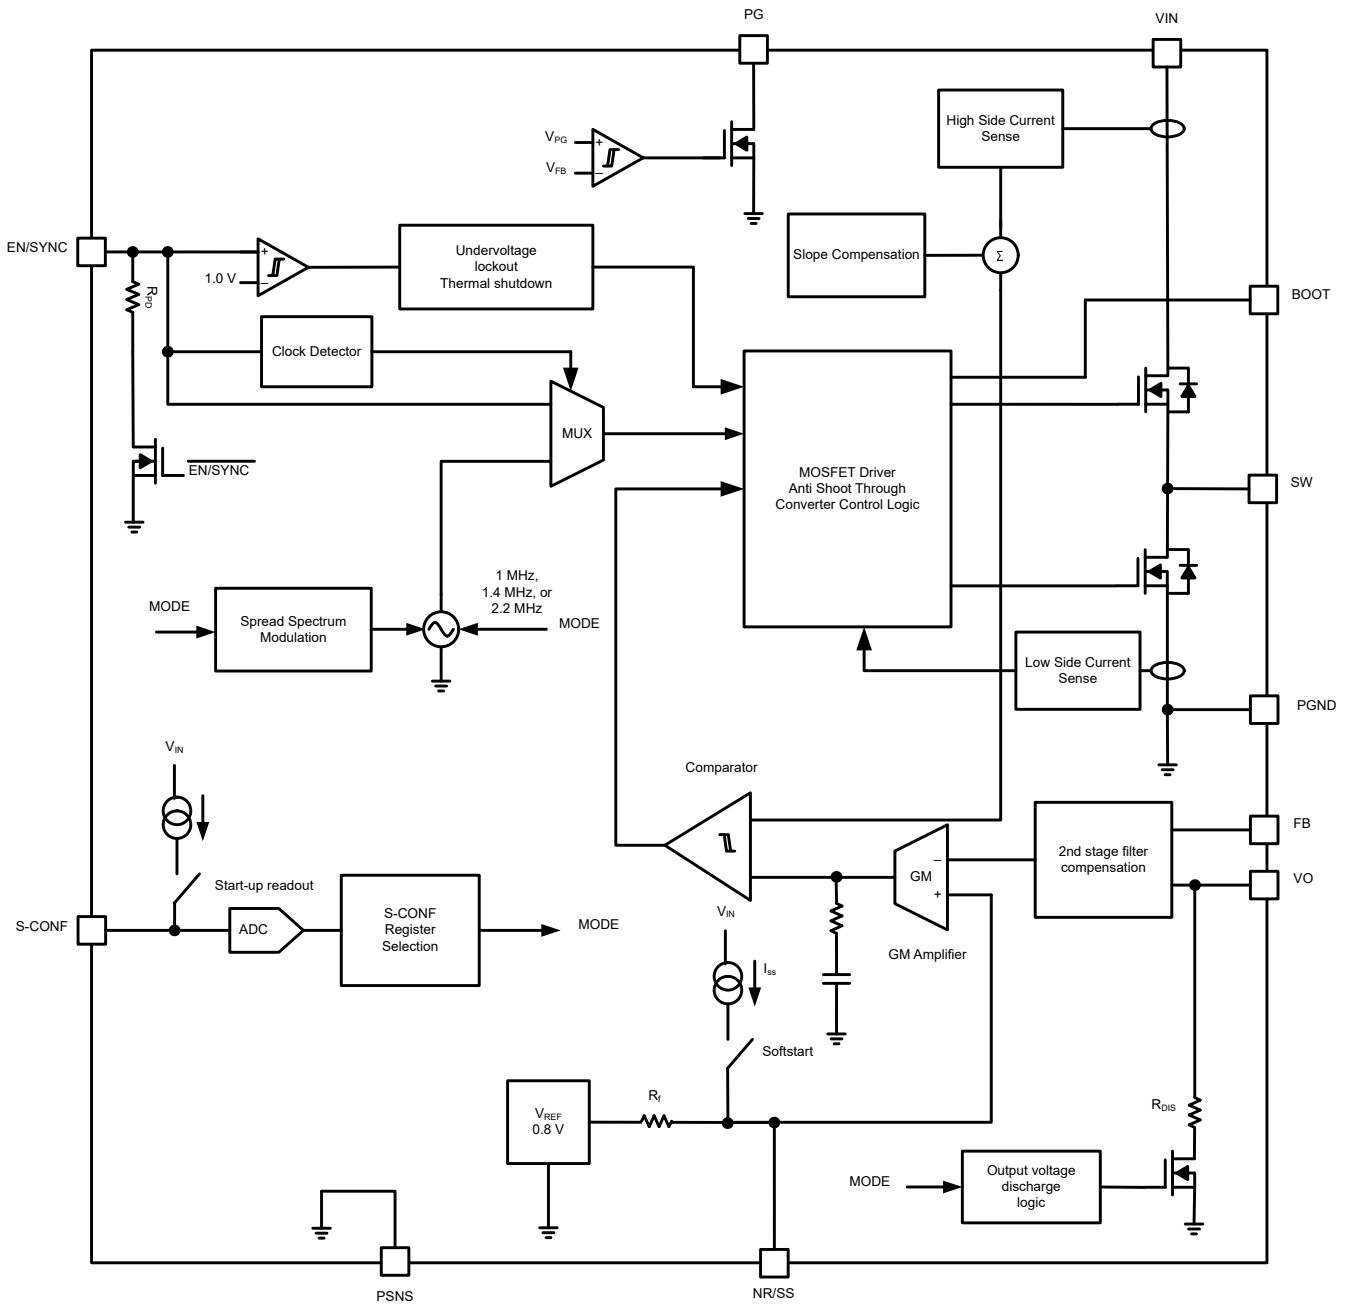 PG
VIN
High Side Current
Sense
VPG
+
VFB
−
EN/SYNC
+
1.0 V
−
Undervoltage
lockout
Thermal shutdown
Slope Compensation
Σ
RPD
BOOT
Clock Detector
MUX
EN/SYNC
MOSFET Driver
Anti Shoot Through
Converter Control Logic
SW
1 MHz,
1.4 MHz, or
2.2 MHz
MODE
Spread Spectrum
Modulation
MODE
Low Side Current
Sense
PGND
VIN
Comparator
FB
2nd stage filter
compensation
−
GM
+
VO
Start-up readout
S-CONF
ADC
S-CONF
Register
Selection
MODE
VIN
GM Amplifier
Iss
Softstart
Rf
VREF
0.8 V
RDIS
MODE
Output voltage
discharge
logic
PSNS
NR/SS